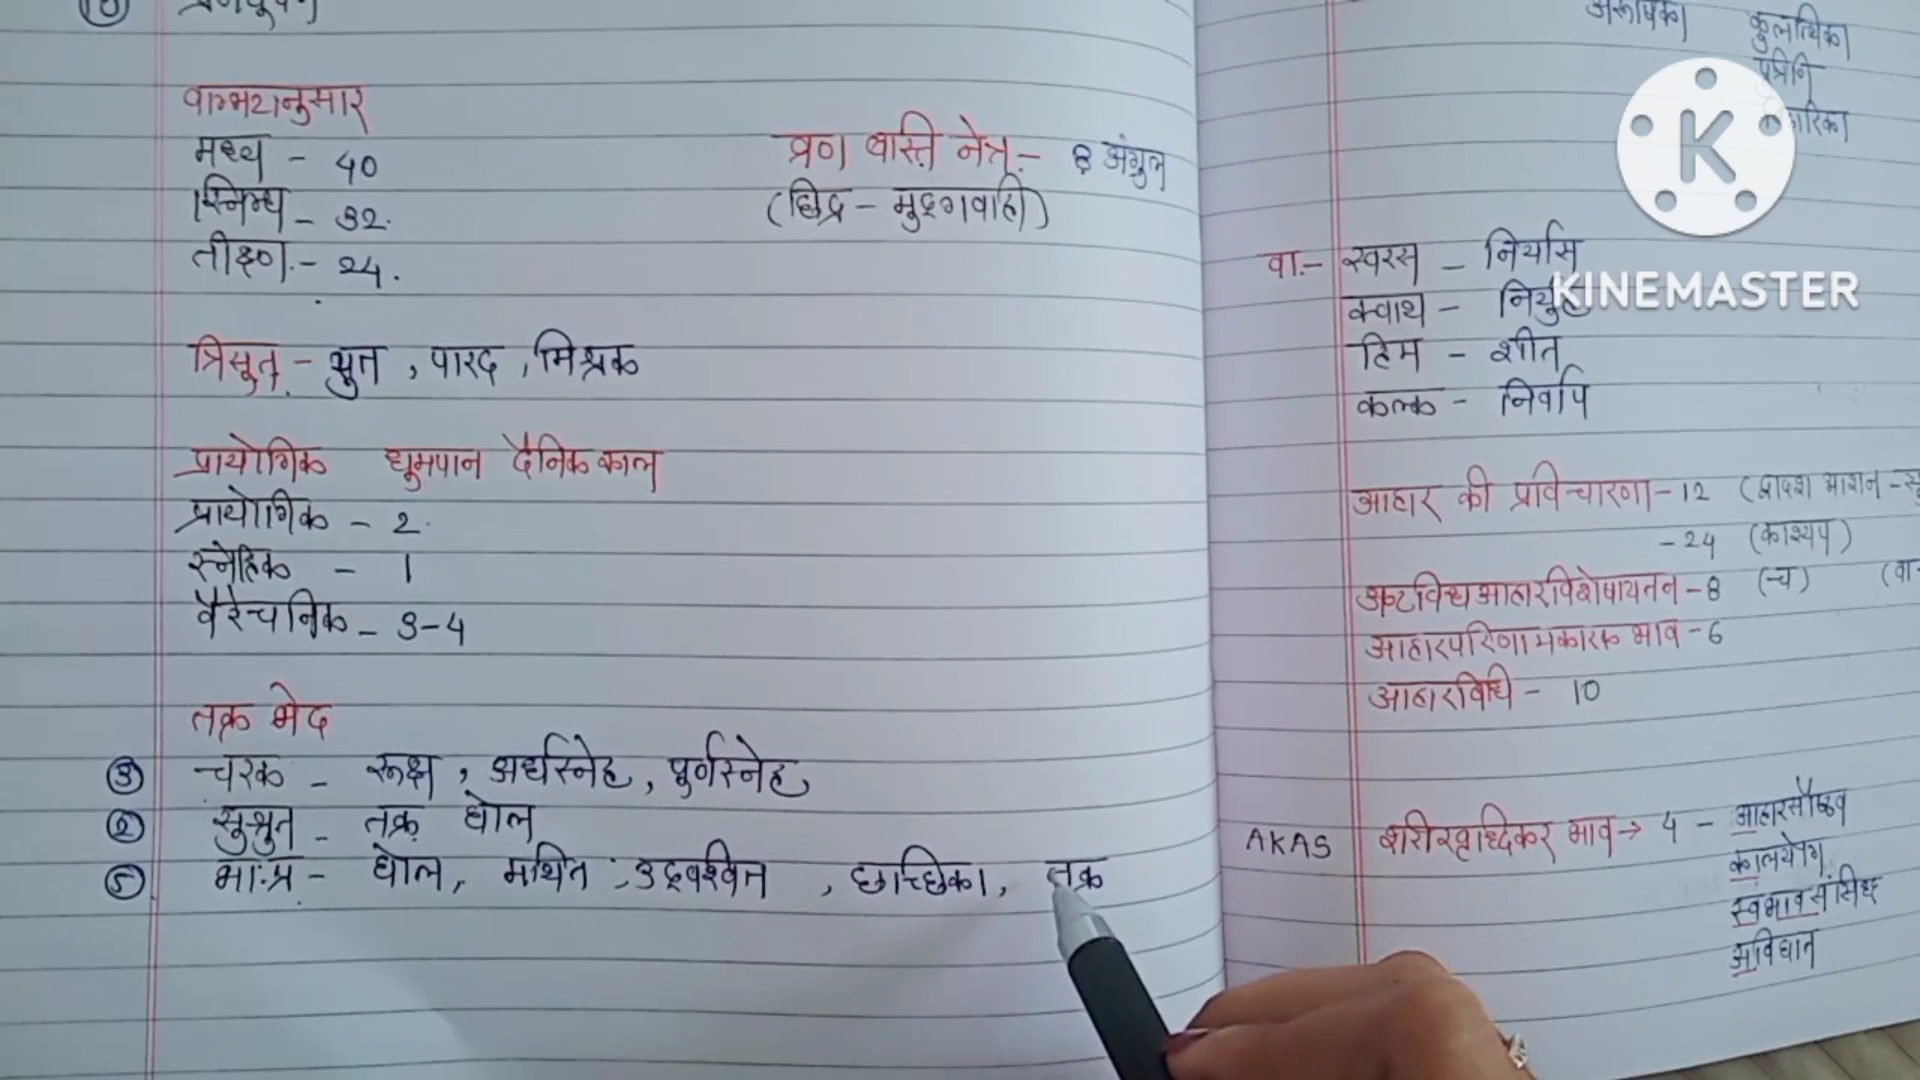 वाग्भटानुसार
मध्य - 40
स्निग्ध - 32.
तीक्ष्ण - 24.
व्रण बस्ति नेत्र - 8 अंगुल
(छिद्र - मुद्गवाही)
त्रिसूत - सूत, पारद, मिश्रक
प्रायोगिक धूमपान दैनिक काल
प्रायोगिक - 2.
स्नेहिक - 1
वैरेचनिक - 3-4
तक्र भेद
③ चरक - रूक्ष, अर्धस्नेह, पूर्णस्नेह
② सुश्रुत - तक्र घोल
⑤ भा.प्र - घोल, मथित, उदश्वित, छाच्छिका, तक्र
कुलत्थिका
KINEMASTER
वा.- स्वरस - निर्यास
क्वाथ - निर्युह
हिम - शीत
कल्क - निर्वाप
आहार की प्रविचारणा - 12 (द्वादश प्राशन - सु
- 24 (काश्यप)
अष्टविध आहारविशेषायतन - 8 (च) (वा-
आहारपरिणामकारक भाव - 6
आहारविधि - 10
AKAS शरीरवृद्धिकर भाव → 4 - आहारसौष्ठव
कालयोग
स्वभावसंसिद्ध
अविघात